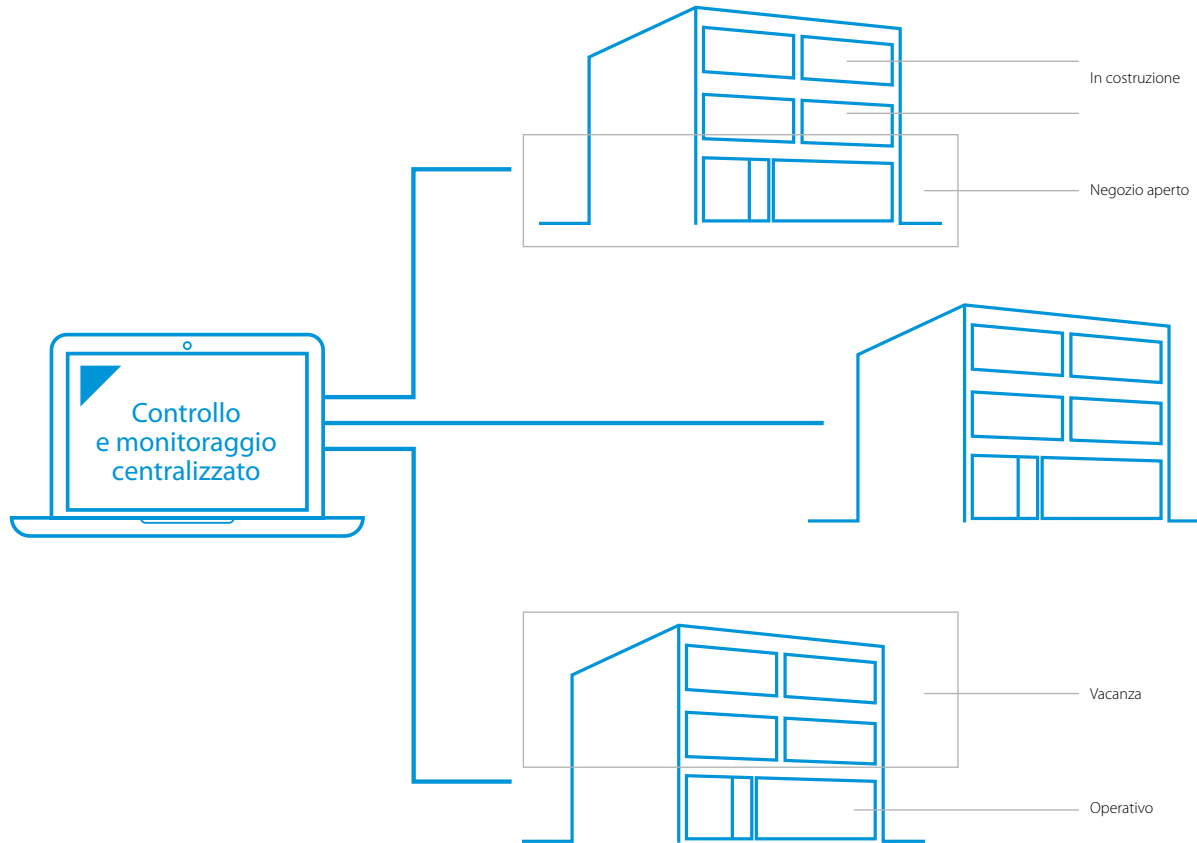 In costruzione
Negozio aperto
Controllo
e monitoraggio
centralizzato
Vacanza
Operativo